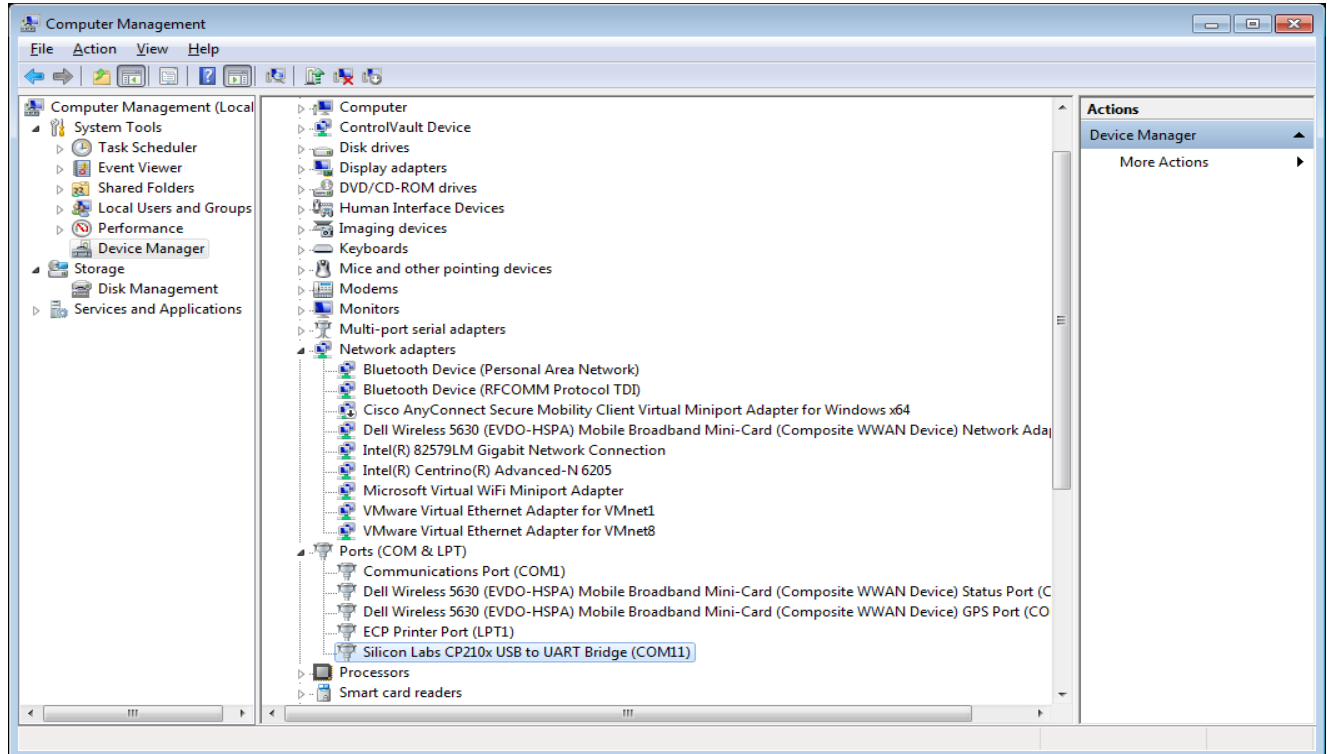 Computer Management
File Action View Help
Computer Management (Local
System Tools
Task Scheduler
Event Viewer
Shared Folders
Local Users and Groups
Performance
Device Manager
Storage
Disk Management
Services and Applications
Computer
ControlVault Device
Disk drives
Display adapters
DVD/CD-ROM drives
Human Interface Devices
Imaging devices
Keyboards
Mice and other pointing devices
Modems
Monitors
Multi-port serial adapters
Network adapters
Bluetooth Device (Personal Area Network)
Bluetooth Device (RFCOMM Protocol TDI)
Cisco AnyConnect Secure Mobility Client Virtual Miniport Adapter for Windows x64
Dell Wireless 5630 (EVDO-HSPA) Mobile Broadband Mini-Card (Composite WWAN Device) Network Adap
Intel(R) 82579LM Gigabit Network Connection
Intel(R) Centrino(R) Advanced-N 6205
Microsoft Virtual WiFi Miniport Adapter
VMware Virtual Ethernet Adapter for VMnet1
VMware Virtual Ethernet Adapter for VMnet8
Ports (COM & LPT)
Communications Port (COM1)
Dell Wireless 5630 (EVDO-HSPA) Mobile Broadband Mini-Card (Composite WWAN Device) Status Port (C
Dell Wireless 5630 (EVDO-HSPA) Mobile Broadband Mini-Card (Composite WWAN Device) GPS Port (CO
ECP Printer Port (LPT1)
Silicon Labs CP210x USB to UART Bridge (COM11)
Processors
Smart card readers
Actions
Device Manager
More Actions